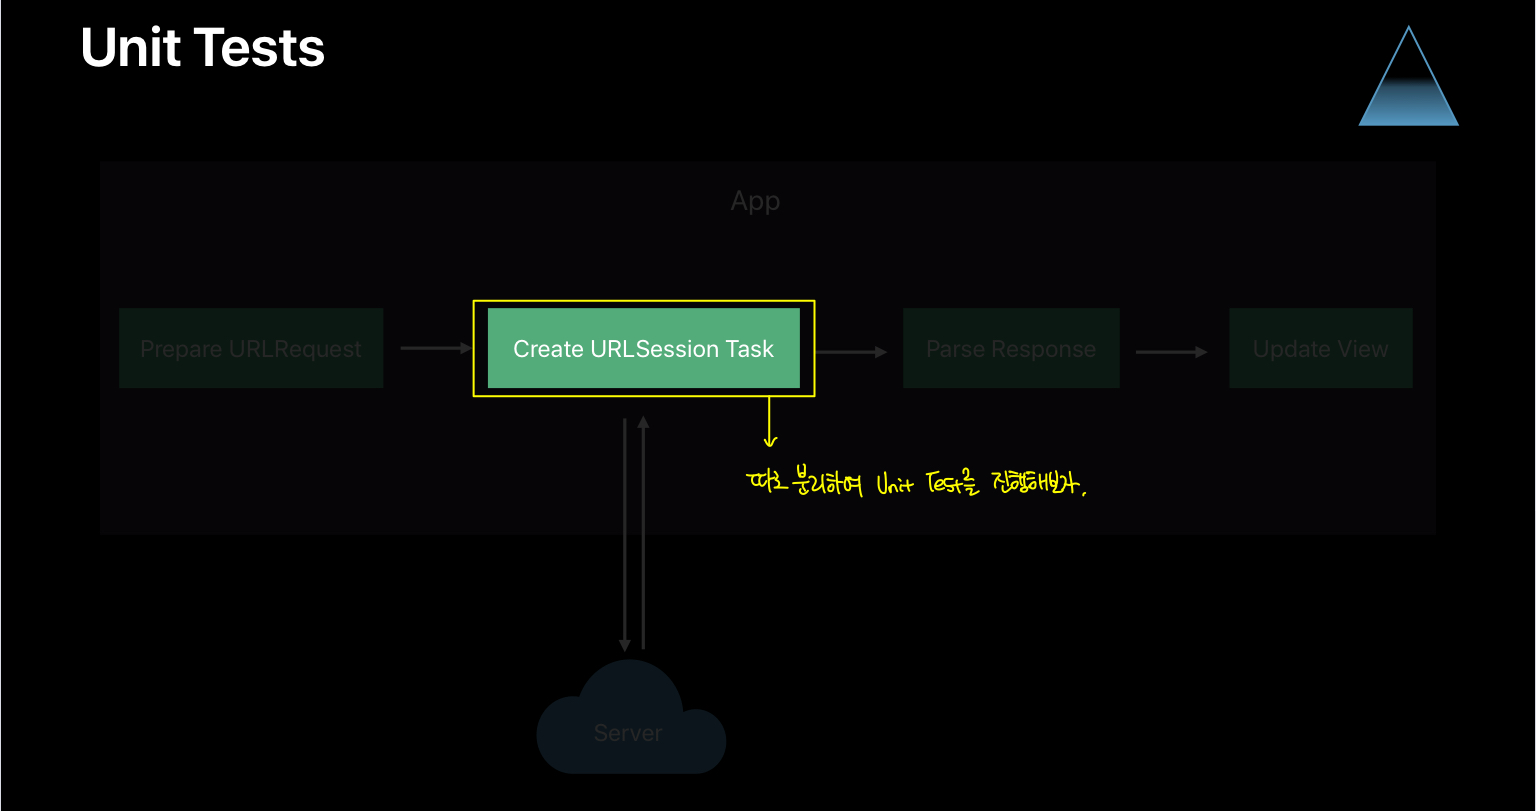 Unit Tests
App
Prepare URLRequest
Create URLSession Task
Parse Response
Update View
따로 분리하여 Unit Test를 진행해보자.
Server